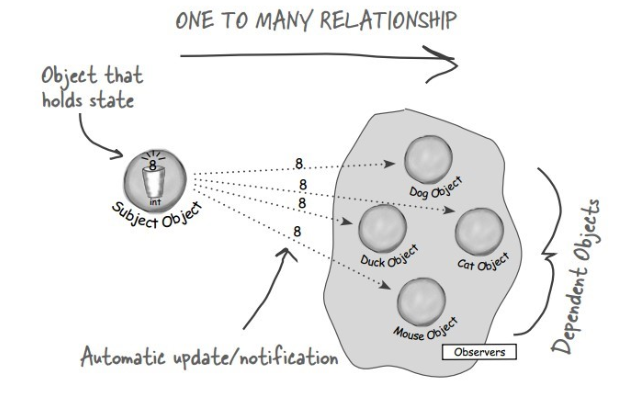 ONE TO MANY RELATIONSHIP
Object that
holds state
8
int
Subject Object
8
8
8
8
Dog Object
Duck Object
Cat Object
Mouse Object
Observers
Dependent Objects
Automatic update/notification